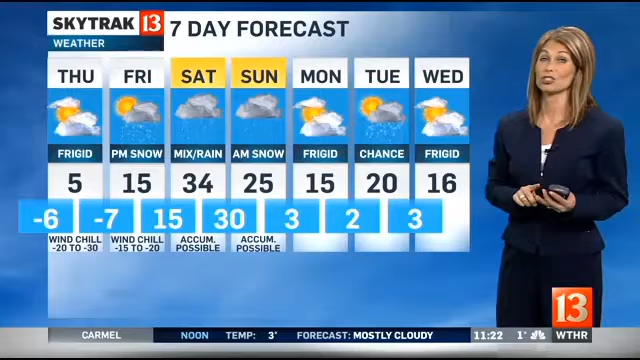 SKYTRAK 13
WEATHER
7 DAY FORECAST
THU FRI SAT SUN MON TUE WED
FRIGID PM SNOW MIX/RAIN AM SNOW FRIGID CHANCE FRIGID
5 15 34 25 15 20 16
-6 -7 15 30 3 2 3
WIND CHILL WIND CHILL ACCUM. ACCUM.
-20 TO -30 -15 TO -20 POSSIBLE POSSIBLE
13
CARMEL NOON TEMP: 3° FORECAST: MOSTLY CLOUDY 11:22 1° WTHR